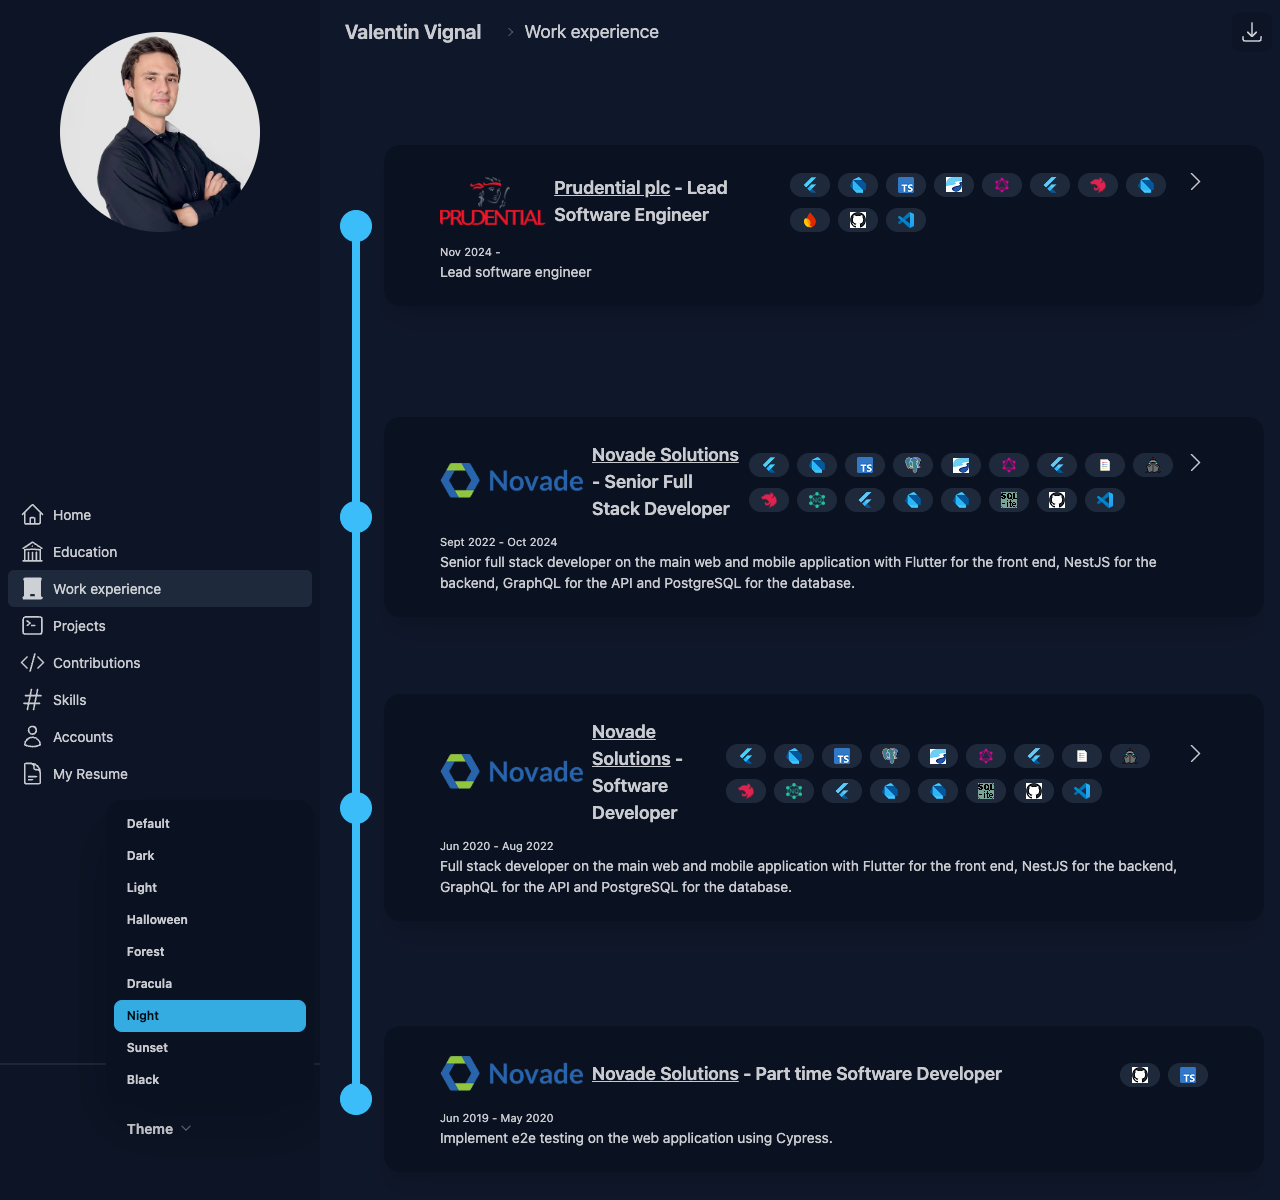 Valentin Vignal
Work experience
PRUDENTIAL
Prudential plc - Lead
Software Engineer
TS
Nov 2024 -
Lead software engineer
Novade
Novade Solutions
- Senior Full
Stack Developer
TS
SQL
-ite
Sept 2022 - Oct 2024
Senior full stack developer on the main web and mobile application with Flutter for the front end, NestJS for the
backend, GraphQL for the API and PostgreSQL for the database.
Novade
Novade
Solutions -
Software
Developer
TS
SQL
-ite
Jun 2020 - Aug 2022
Full stack developer on the main web and mobile application with Flutter for the front end, NestJS for the backend,
GraphQL for the API and PostgreSQL for the database.
Novade
Novade Solutions - Part time Software Developer
TS
Jun 2019 - May 2020
Implement e2e testing on the web application using Cypress.
Home
Education
Work experience
Projects
Contributions
Skills
Accounts
My Resume
Default
Dark
Light
Halloween
Forest
Dracula
Night
Sunset
Black
Theme